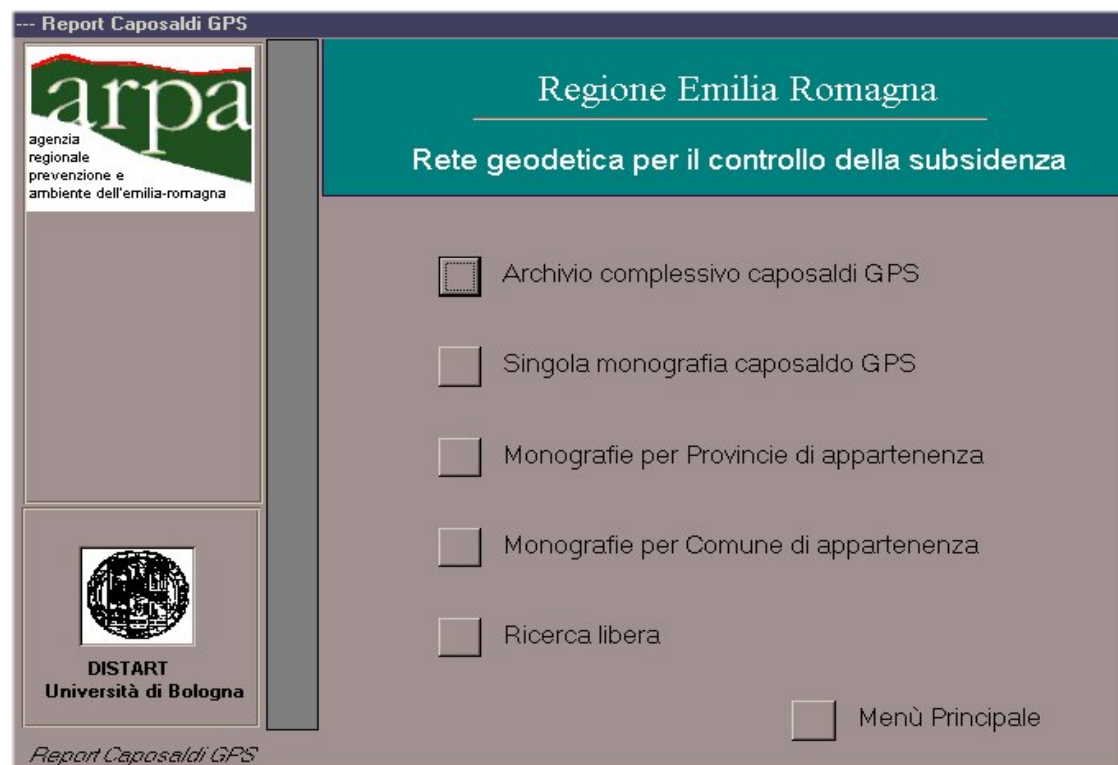 --- Report Caposaldi GPS
arpa
agenzia
regionale
prevenzione e
ambiente dell'emilia-romagna
Regione Emilia Romagna
Rete geodetica per il controllo della subsidenza
Archivio complessivo caposaldi GPS
Singola monografia caposaldo GPS
Monografie per Provincie di appartenenza
Monografie per Comune di appartenenza
Ricerca libera
Menù Principale
DISTART
Università di Bologna
Report Caposaldi GPS